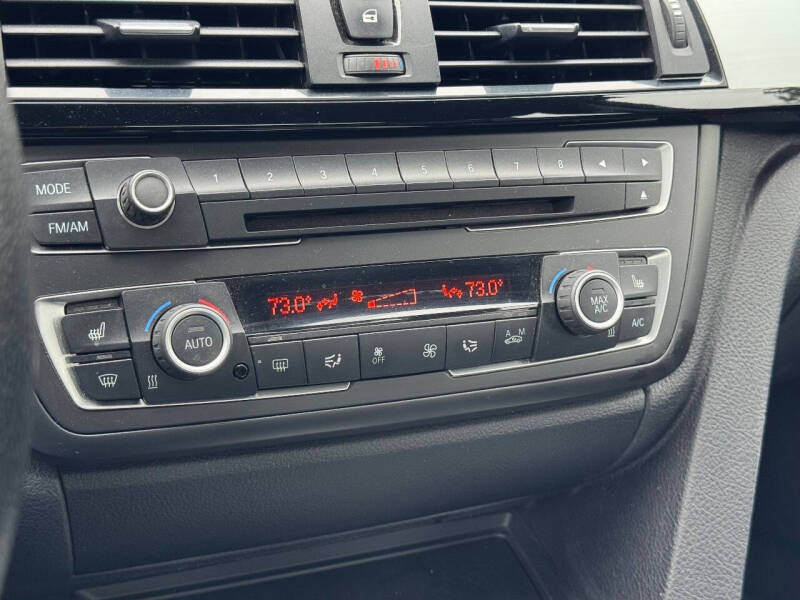 MODE
1 2 3 4 5 6 7 8
FM/AM
73.0° 73.0°
AUTO
MAX A/C
OFF
A M
A/C